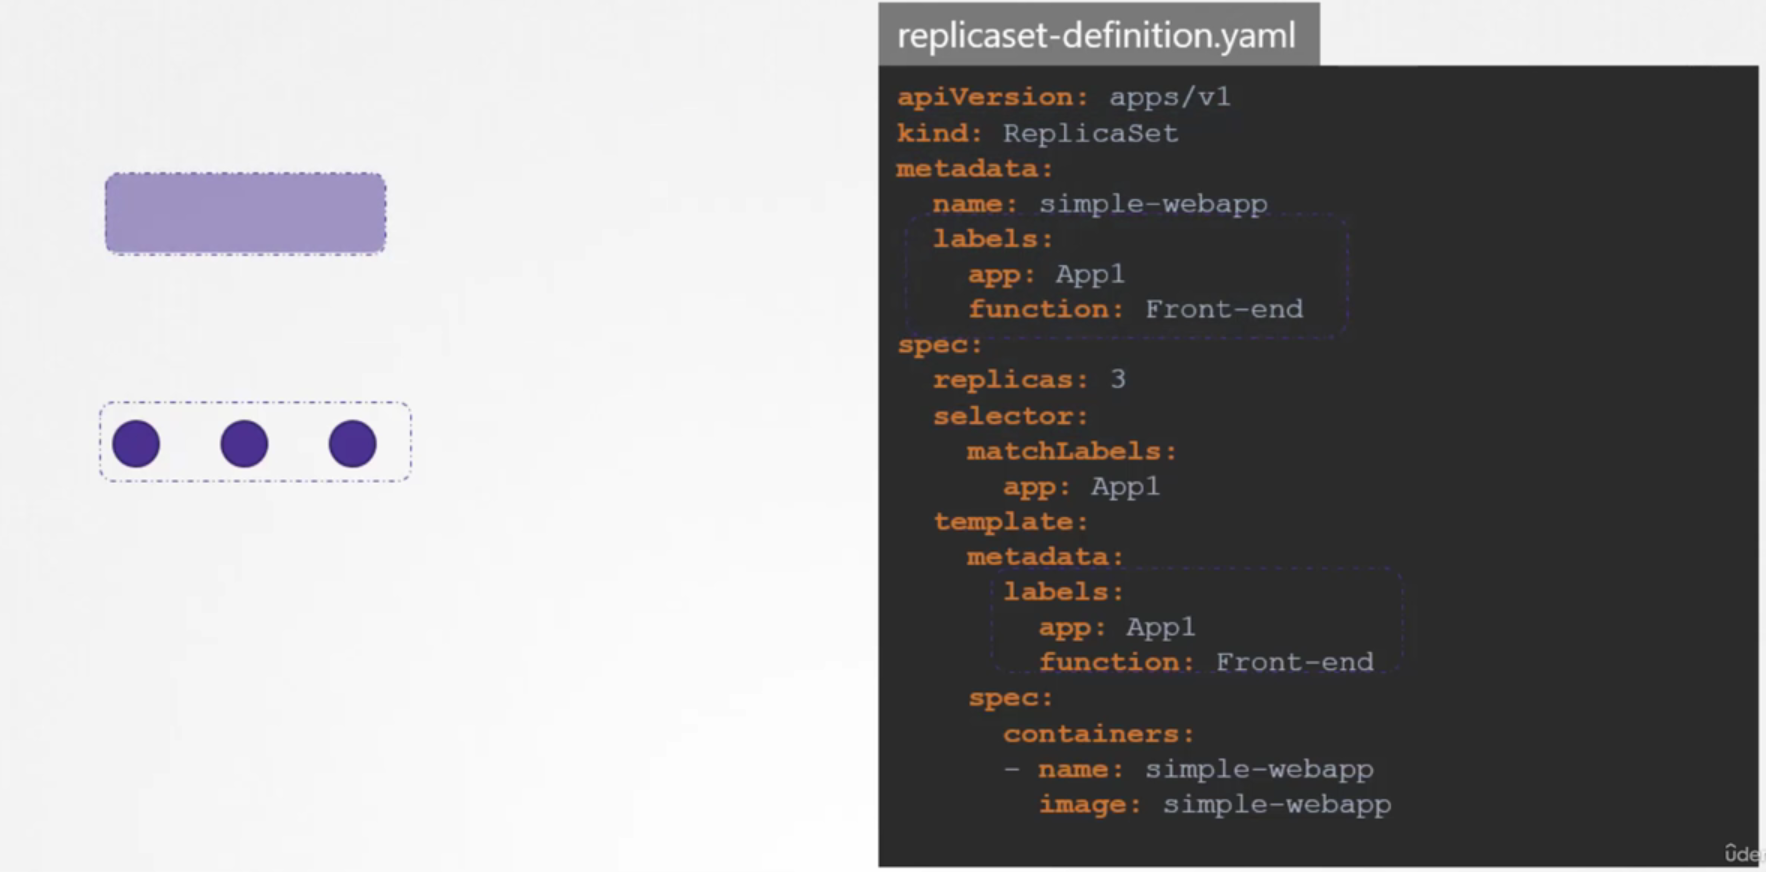 replicaset-definition.yaml
apiVersion: apps/v1
kind: ReplicaSet
metadata:
  name: simple-webapp
  labels:
    app: App1
    function: Front-end
spec:
  replicas: 3
  selector:
    matchLabels:
      app: App1
  template:
    metadata:
      labels:
        app: App1
        function: Front-end
    spec:
      containers:
      - name: simple-webapp
        image: simple-webapp